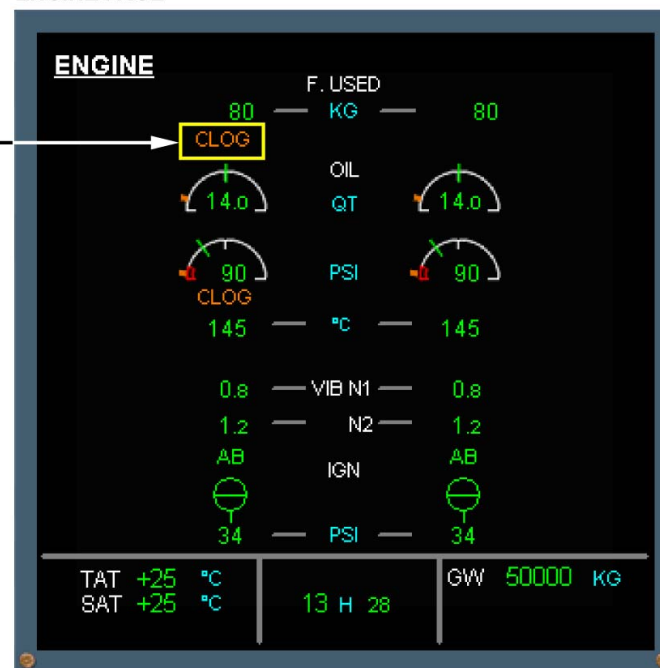 ENGINE
F. USED
80 KG 80
CLOG
OIL
14.0 QT 14.0
90 PSI 90
CLOG
145 °C 145
0.8 VIB N1 0.8
1.2 N2 1.2
AB IGN AB
34 PSI 34
TAT +25 °C
SAT +25 °C
13 H 28
GW 50000 KG